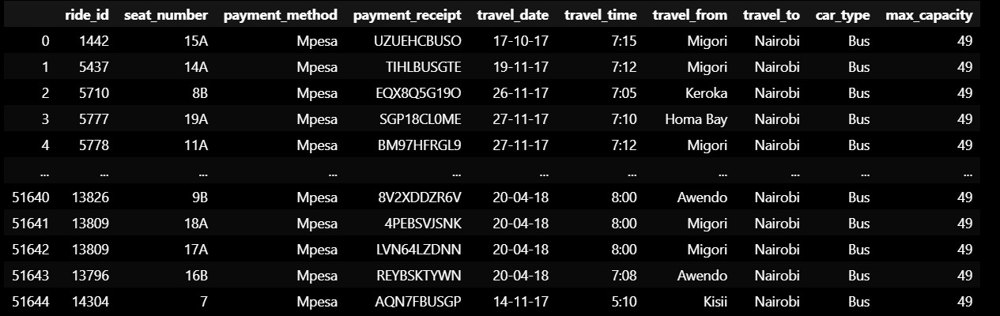 ride_id seat_number payment_method payment_receipt travel_date travel_time travel_from travel_to car_type max_capacity
0 1442 15A Mpesa UZUEHCBUSO 17-10-17 7:15 Migori Nairobi Bus 49
1 5437 14A Mpesa TIHLBUSGTE 19-11-17 7:12 Migori Nairobi Bus 49
2 5710 8B Mpesa EQX8Q5G19O 26-11-17 7:05 Keroka Nairobi Bus 49
3 5777 19A Mpesa SGP18CL0ME 27-11-17 7:10 Homa Bay Nairobi Bus 49
4 5778 11A Mpesa BM97HFRGL9 27-11-17 7:12 Migori Nairobi Bus 49
... ... ... ... ... ... ... ... ... ... ...
51640 13826 9B Mpesa 8V2XDDZR6V 20-04-18 8:00 Awendo Nairobi Bus 49
51641 13809 18A Mpesa 4PEBSVJSNK 20-04-18 8:00 Migori Nairobi Bus 49
51642 13809 17A Mpesa LVN64LZDNN 20-04-18 8:00 Migori Nairobi Bus 49
51643 13796 16B Mpesa REYBSKTYWN 20-04-18 7:08 Awendo Nairobi Bus 49
51644 14304 7 Mpesa AQN7FBUSGP 14-11-17 5:10 Kisii Nairobi Bus 49